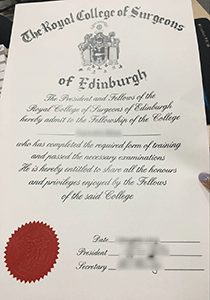 The Royal College of Surgeons
of Edinburgh
The President and Fellows of the
Royal College of Surgeons of Edinburgh
hereby admit to the Fellowship of the College
who has completed the required form of training
and passed the necessary examinations
He is hereby entitled to share all the honours
and privileges enjoyed by the Fellows
of the said College
Date
President
Secretary